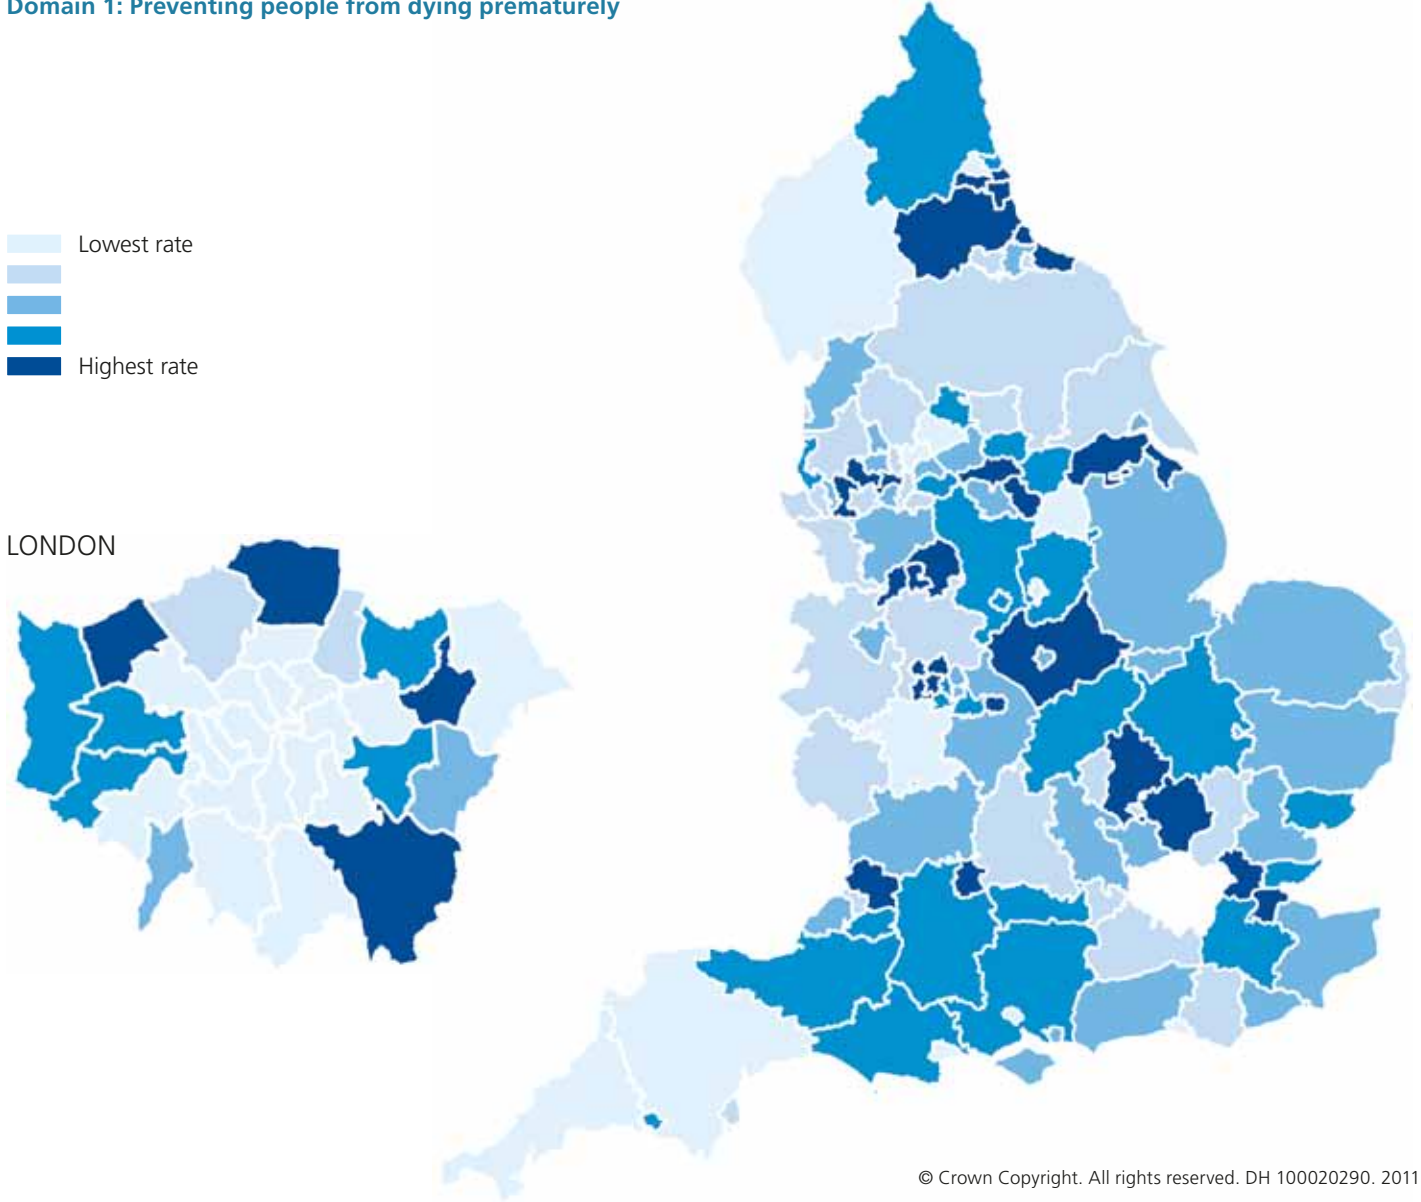 Domain 1: Preventing people from dying prematurely
Lowest rate
Highest rate
LONDON
© Crown Copyright. All rights reserved. DH 100020290. 2011